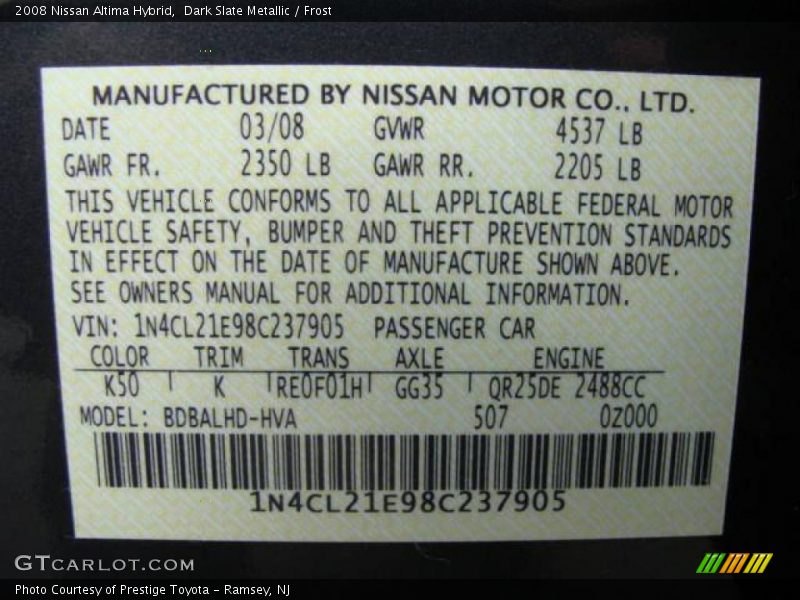 2008 Nissan Altima Hybrid,  Dark Slate Metallic / Frost
MANUFACTURED BY NISSAN MOTOR CO., LTD.
DATE 03/08 GVWR 4537 LB
GAWR FR. 2350 LB GAWR RR. 2205 LB
THIS VEHICLE CONFORMS TO ALL APPLICABLE FEDERAL MOTOR
VEHICLE SAFETY, BUMPER AND THEFT PREVENTION STANDARDS
IN EFFECT ON THE DATE OF MANUFACTURE SHOWN ABOVE.
SEE OWNERS MANUAL FOR ADDITIONAL INFORMATION.
VIN: 1N4CL21E98C237905 PASSENGER CAR
COLOR TRIM TRANS AXLE ENGINE
K50 K RE0F01H GG35 QR25DE 2488CC
MODEL: BDBALHD-HVA 507 0Z000
1N4CL21E98C237905
GTCARLOT.COM
Photo Courtesy of Prestige Toyota - Ramsey, NJ